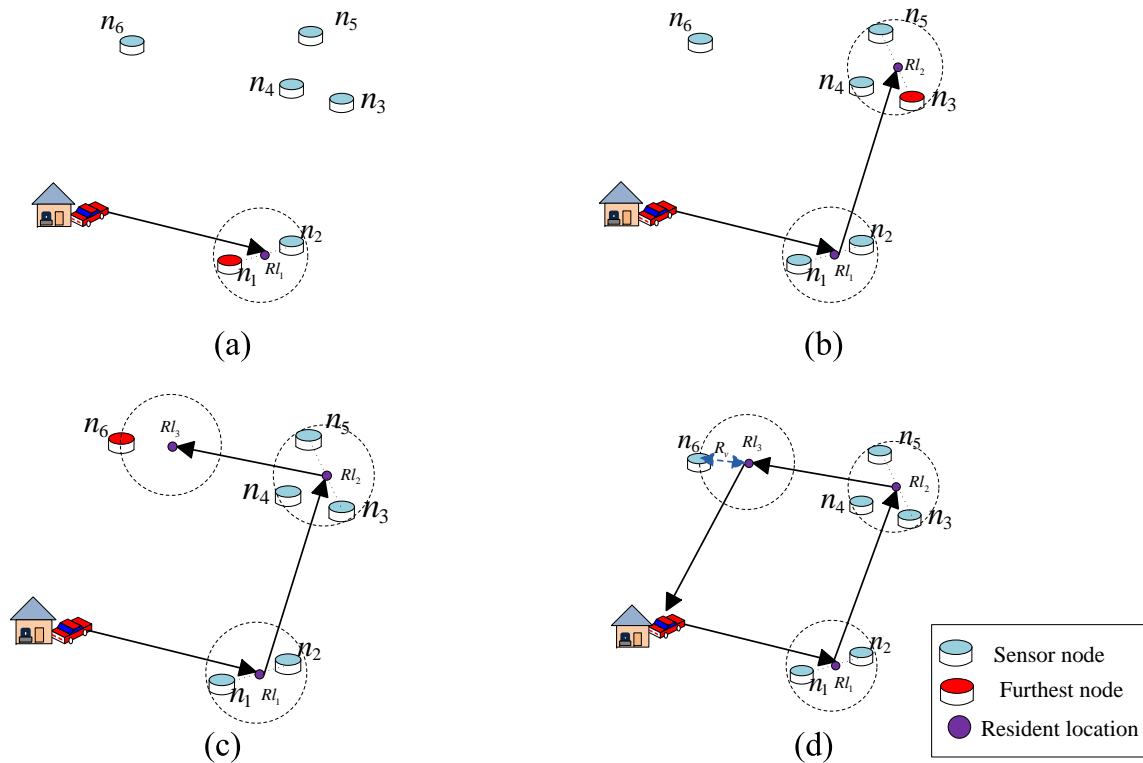 n₆ n₅
n₄ n₃
n₂
n₁ Rl₁
(a)
n₆ n₅
Rl₂
n₄ n₃
n₂
n₁ Rl₁
(b)
n₆ Rl₃ n₅
Rl₂
n₄ n₃
n₂
n₁ Rl₁
(c)
n₆ R_v Rl₃ n₅
Rl₂
n₄ n₃
n₂
n₁ Rl₁
(d)
Sensor node
Furthest node
Resident location